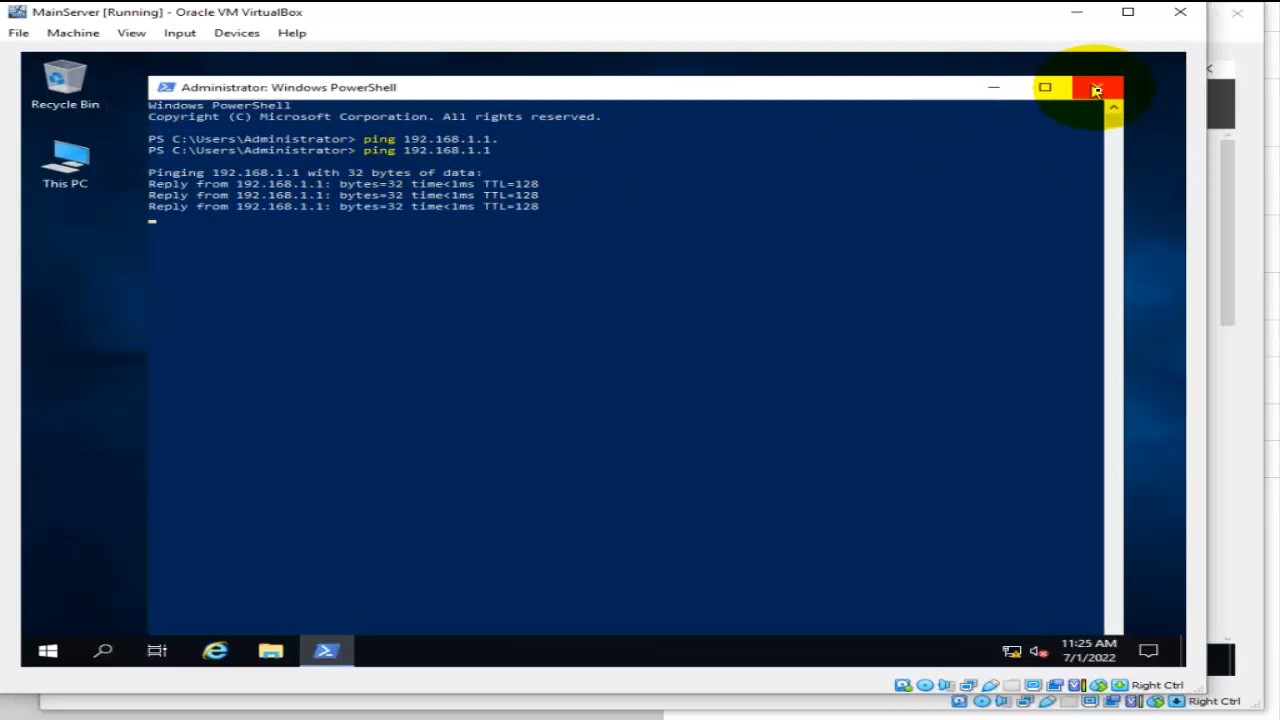 MainServer [Running] - Oracle VM VirtualBox
File Machine View Input Devices Help
Recycle Bin
This PC
Administrator: Windows PowerShell
Windows PowerShell
Copyright (C) Microsoft Corporation. All rights reserved.
PS C:\Users\Administrator> ping 192.168.1.1.
PS C:\Users\Administrator> ping 192.168.1.1
Pinging 192.168.1.1 with 32 bytes of data:
Reply from 192.168.1.1: bytes=32 time<1ms TTL=128
Reply from 192.168.1.1: bytes=32 time<1ms TTL=128
Reply from 192.168.1.1: bytes=32 time<1ms TTL=128
11:25 AM
7/1/2022
Right Ctrl
Right Ctrl